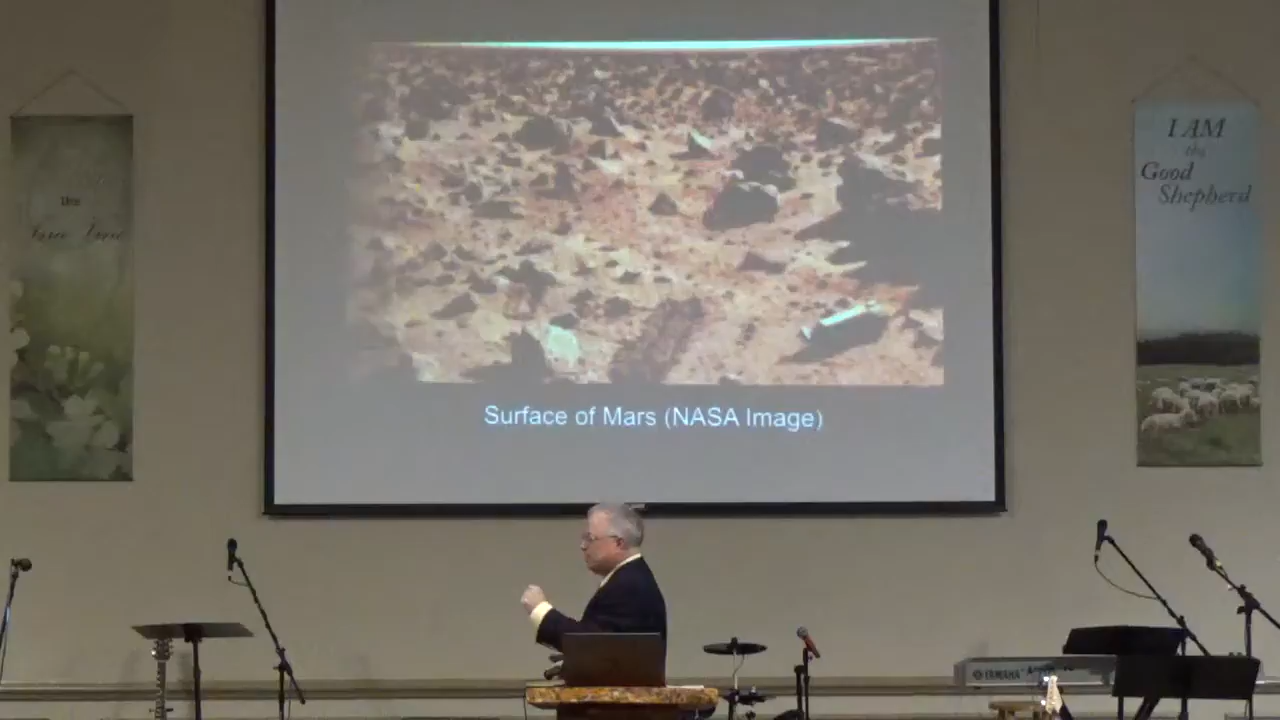 the
I AM
the
Good
Shepherd
Surface of Mars (NASA Image)
YAMAHA